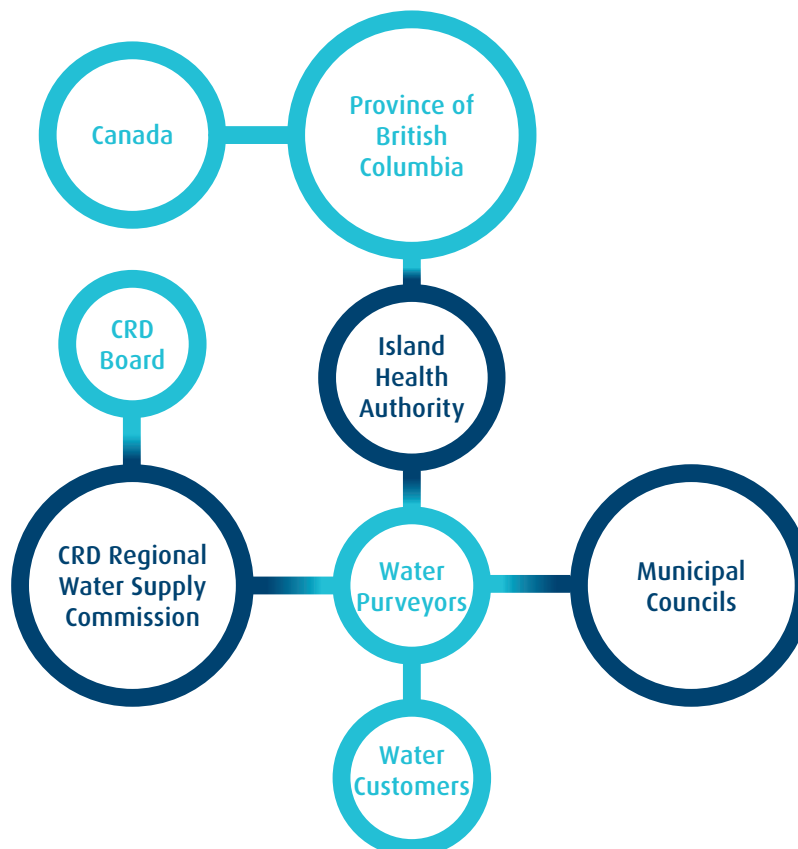 Canada
Province of
British
Columbia
CRD
Board
Island
Health
Authority
CRD Regional
Water Supply
Commission
Water
Purveyors
Municipal
Councils
Water
Customers